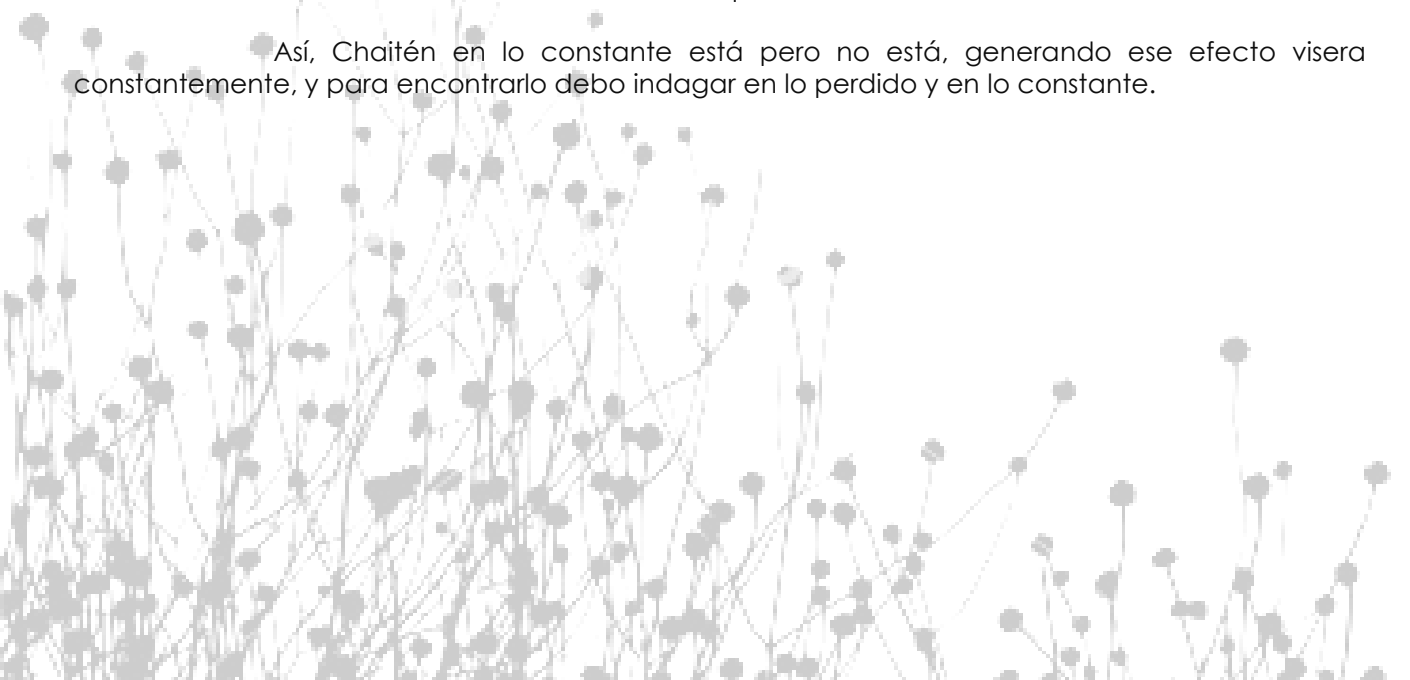 Así, Chaitén en lo constante está pero no está, generando ese efecto visera
constantemente, y para encontrarlo debo indagar en lo perdido y en lo constante.